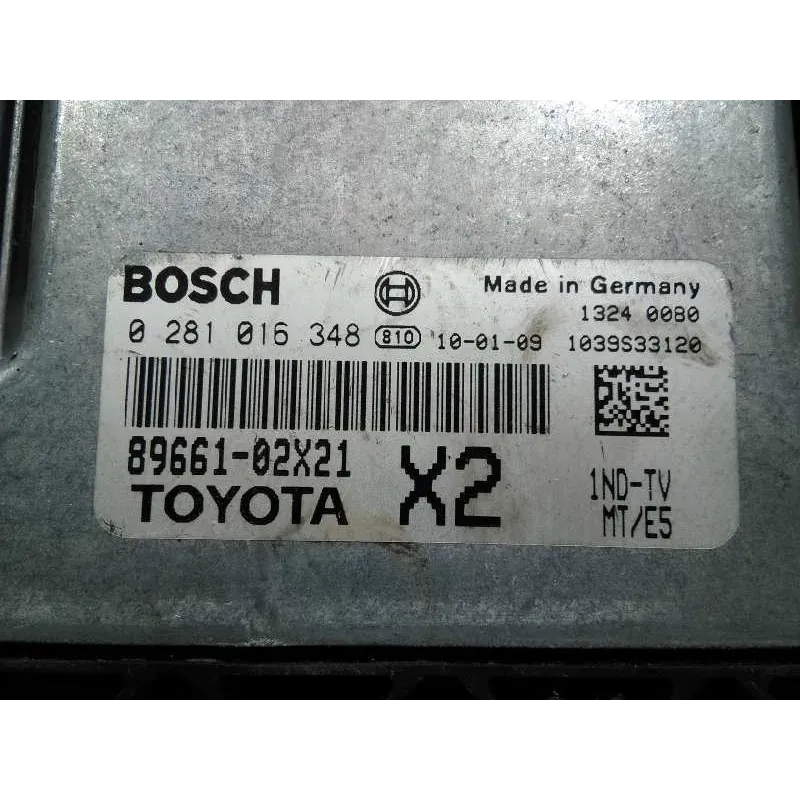 BOSCH Made in Germany
1324 0080
0 281 016 348 810 10-01-09 1039S33120
89661-02X21 X2 1ND-TV
TOYOTA MT/E5